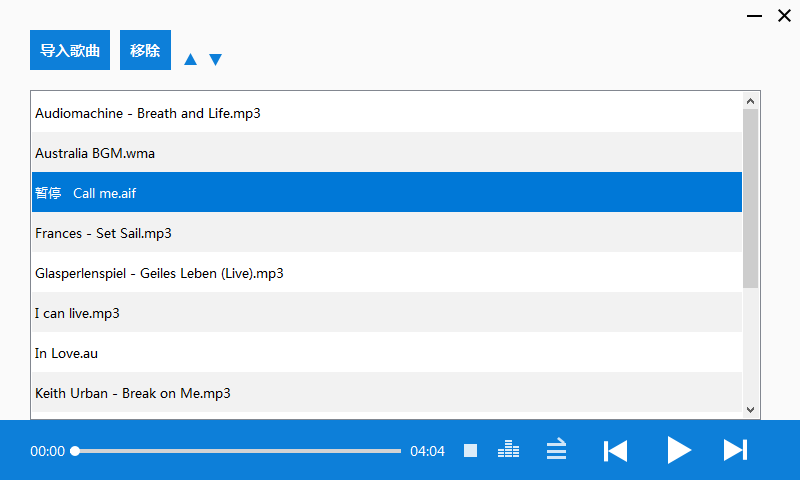 导入歌曲 移除
Audiomachine - Breath and Life.mp3
Australia BGM.wma
暂停 Call me.aif
Frances - Set Sail.mp3
Glasperlenspiel - Geiles Leben (Live).mp3
I can live.mp3
In Love.au
Keith Urban - Break on Me.mp3
00:00 04:04